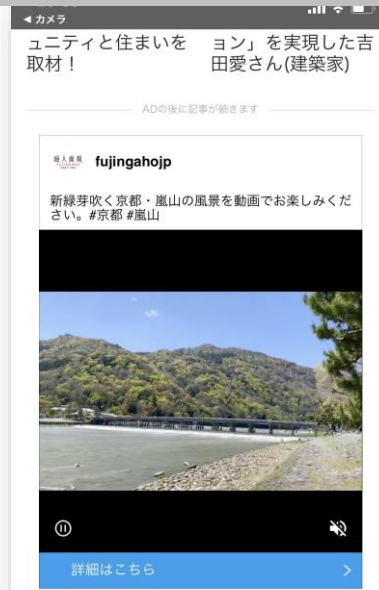 ◀ カメラ
ュニティと住まいを
取材！
ョン」を実現した吉
田愛さん(建築家)
ADの後に記事が続きます
婦人画報
fujingahojp
新緑芽吹く京都・嵐山の風景を動画でお楽しみくだ
さい。#京都 #嵐山
詳細はこちら